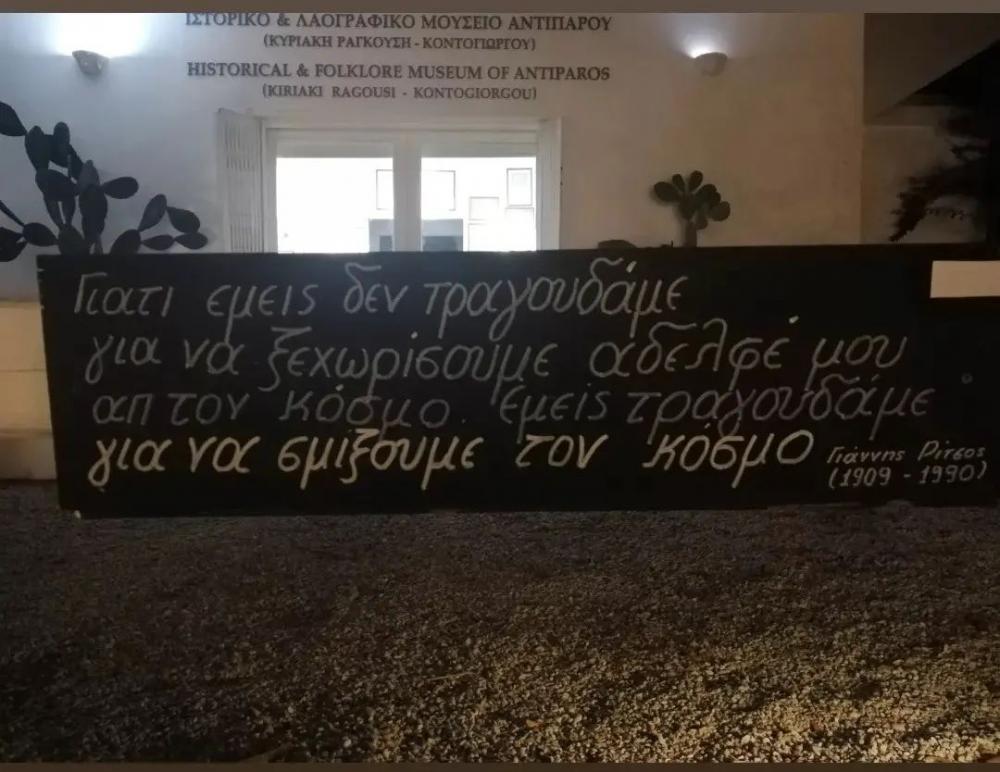 ΙΣΤΟΡΙΚΟ & ΛΑΟΓΡΑΦΙΚΟ ΜΟΥΣΕΙΟ ΑΝΤΙΠΑΡΟΥ
(ΚΥΡΙΑΚΗ ΡΑΓΚΟΥΣΗ - ΚΟΝΤΟΓΙΩΡΓΟΥ)
HISTORICAL & FOLKLORE MUSEUM OF ANTIPAROS
(KIRIAKI RAGOUSI - KONTOGIORGOU)
Γιατι εμεις δεν τραγουδάμε
για να ξεχωρίσουμε αδελφέ μου
απ τον κόσμο. εμεις τραγουδάμε
για να σμίξουμε τον κόσμο
Γιάννης Ρίτσος
(1909 - 1990)